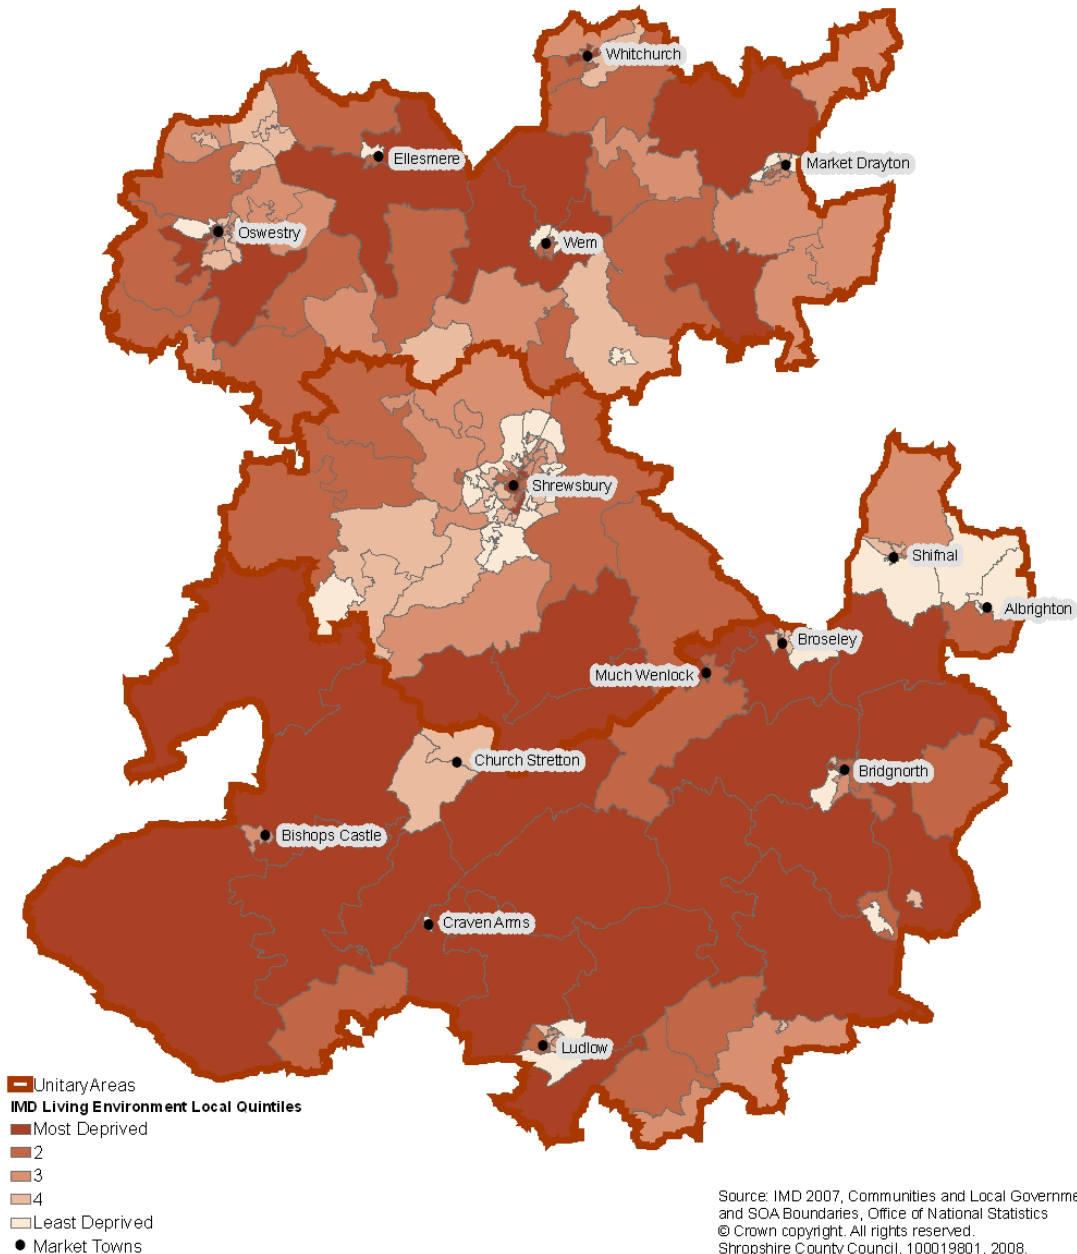 Whitchurch
Ellesmere
Market Drayton
Oswestry
Wem
Shrewsbury
Shifnal
Albrighton
Broseley
Much Wenlock
Church Stretton
Bridgnorth
Bishops Castle
Craven Arms
Ludlow
Unitary Areas
IMD Living Environment Local Quintiles
Most Deprived
2
3
4
Least Deprived
Market Towns
Source: IMD 2007, Communities and Local Governme
and SOA Boundaries, Office of National Statistics
© Crown copyright. All rights reserved.
Shropshire County Council. 100019801. 2008.